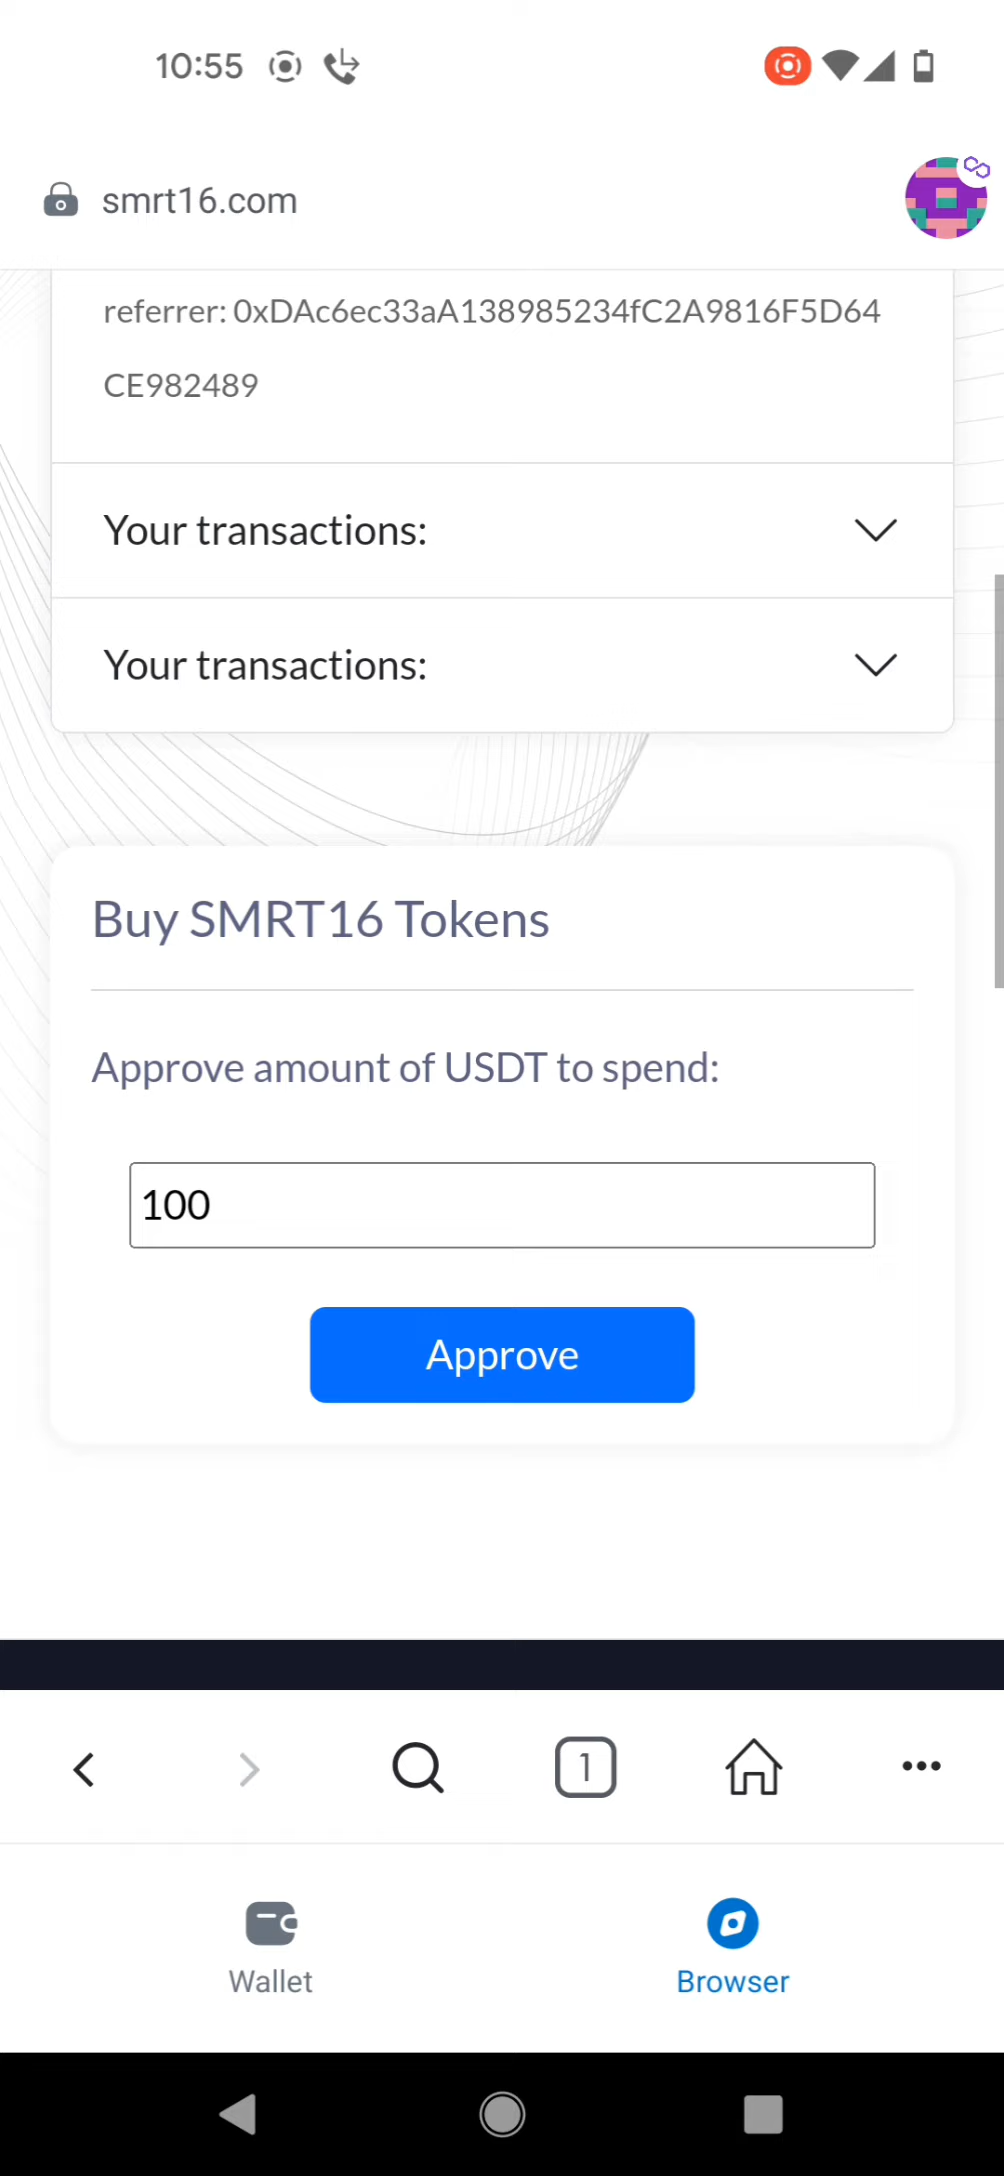 10:55
smrt16.com
referrer: 0xDAc6ec33aA138985234fC2A9816F5D64
CE982489
Your transactions:
Your transactions:
Buy SMRT16 Tokens
Approve amount of USDT to spend:
100
Approve
1
Wallet
Browser